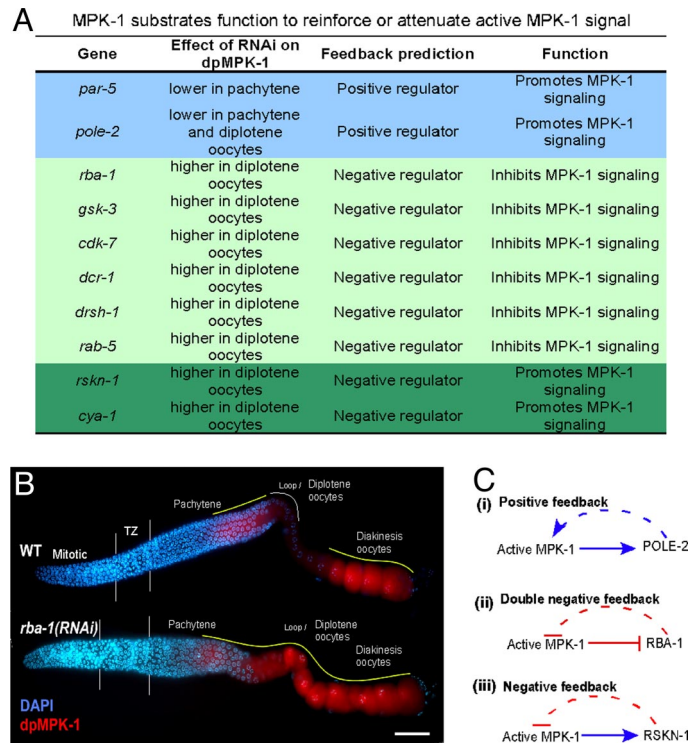 A
MPK-1 substrates function to reinforce or attenuate active MPK-1 signal
Gene Effect of RNAi on dpMPK-1 Feedback prediction Function
par-5 lower in pachytene Positive regulator Promotes MPK-1 signaling
pole-2 lower in pachytene and diplotene oocytes Positive regulator Promotes MPK-1 signaling
rba-1 higher in diplotene oocytes Negative regulator Inhibits MPK-1 signaling
gsk-3 higher in diplotene oocytes Negative regulator Inhibits MPK-1 signaling
cdk-7 higher in diplotene oocytes Negative regulator Inhibits MPK-1 signaling
dcr-1 higher in diplotene oocytes Negative regulator Inhibits MPK-1 signaling
drsh-1 higher in diplotene oocytes Negative regulator Inhibits MPK-1 signaling
rab-5 higher in diplotene oocytes Negative regulator Inhibits MPK-1 signaling
rskn-1 higher in diplotene oocytes Negative regulator Promotes MPK-1 signaling
cya-1 higher in diplotene oocytes Negative regulator Promotes MPK-1 signaling
B
WT
Mitotic
TZ
Pachytene
Loop /
Diplotene
oocytes
Diakinesis
oocytes
rba-1(RNAi)
Pachytene
Loop /
Diplotene
oocytes
Diakinesis
oocytes
DAPI
dpMPK-1
C
(i) Positive feedback
Active MPK-1 POLE-2
(ii) Double negative feedback
Active MPK-1 RBA-1
(iii) Negative feedback
Active MPK-1 RSKN-1